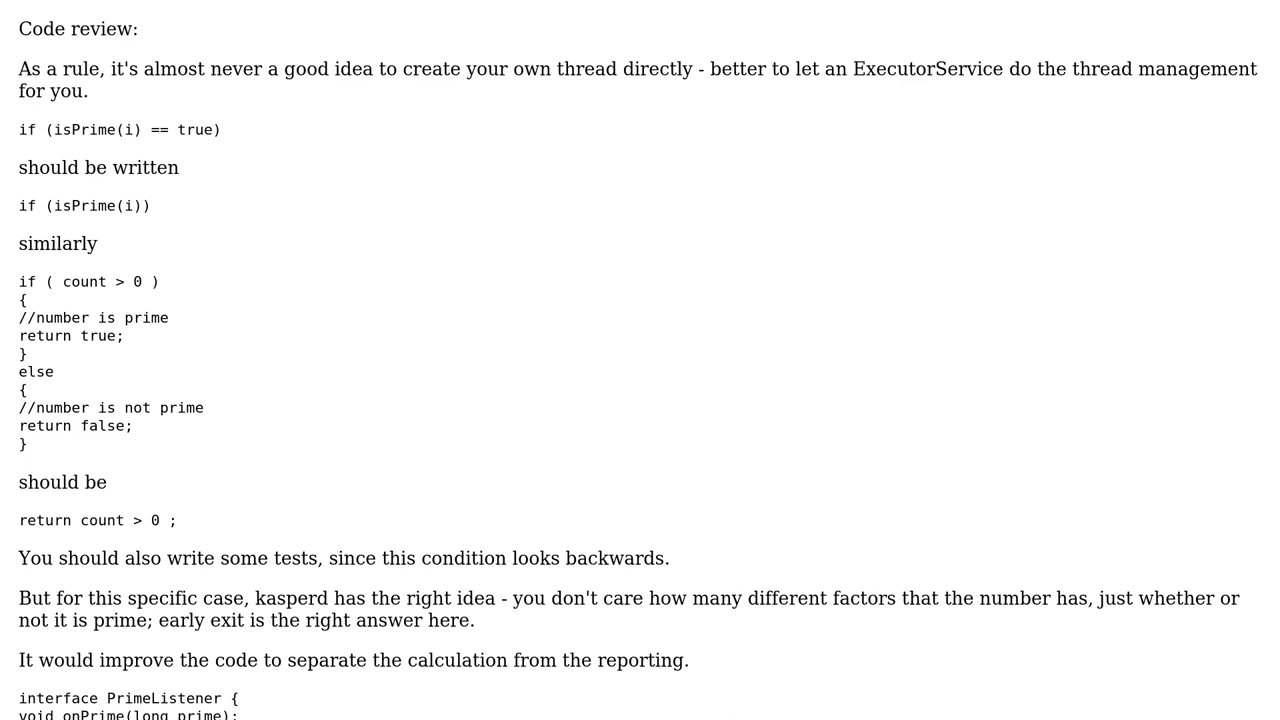 Code review:
As a rule, it's almost never a good idea to create your own thread directly - better to let an ExecutorService do the thread management
for you.
if (isPrime(i) == true)
should be written
if (isPrime(i))
similarly
if ( count > 0 )
{
//number is prime
return true;
}
else
{
//number is not prime
return false;
}
should be
return count > 0 ;
You should also write some tests, since this condition looks backwards.
But for this specific case, kasperd has the right idea - you don't care how many different factors that the number has, just whether or
not it is prime; early exit is the right answer here.
It would improve the code to separate the calculation from the reporting.
interface PrimeListener {
void onPrime(long prime);